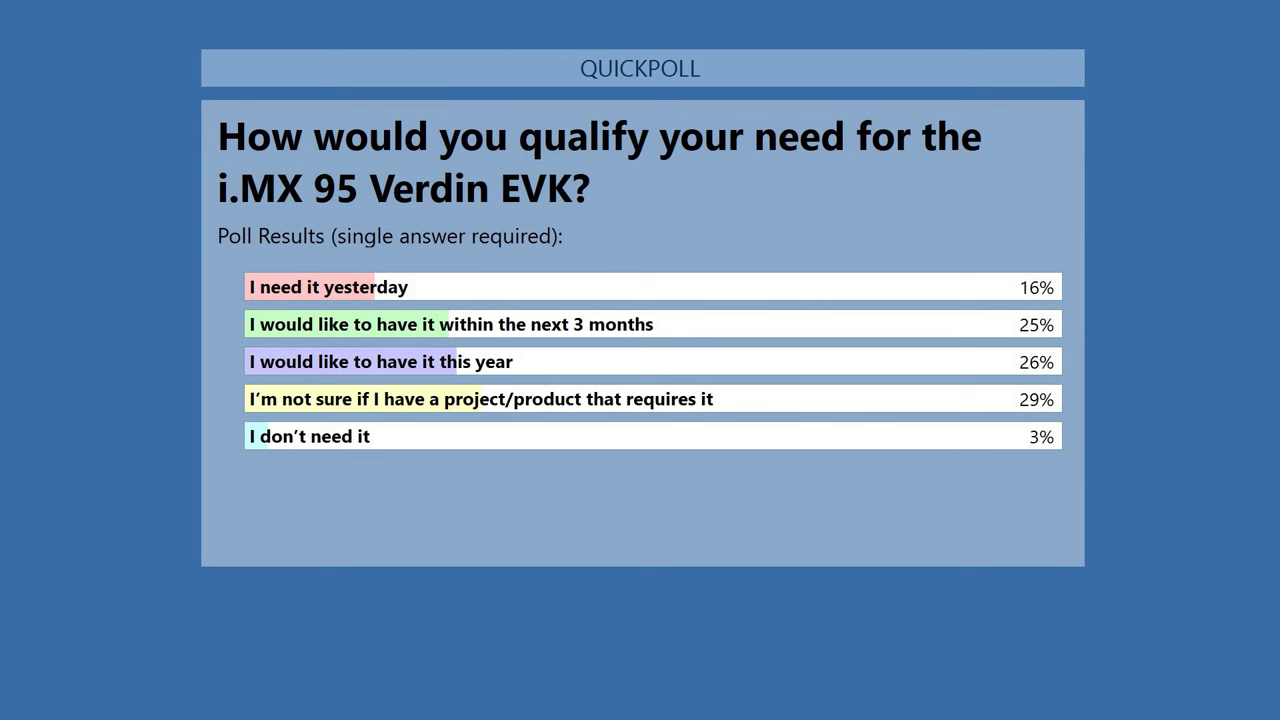 QUICKPOLL
How would you qualify your need for the
i.MX 95 Verdin EVK?
Poll Results (single answer required):
I need it yesterday 16%
I would like to have it within the next 3 months 25%
I would like to have it this year 26%
I’m not sure if I have a project/product that requires it 29%
I don’t need it 3%